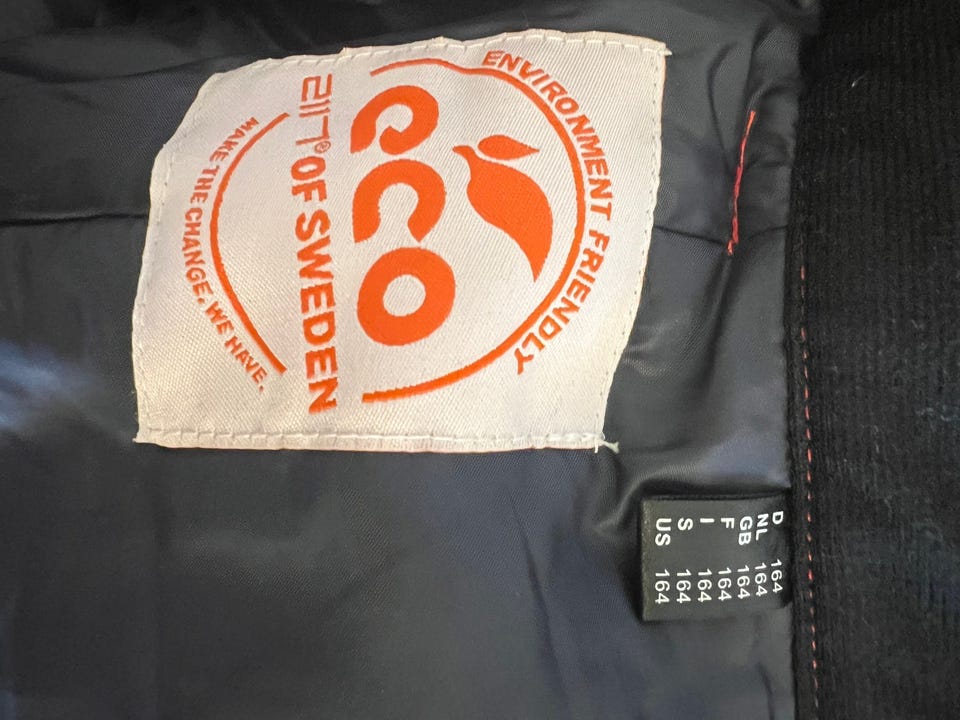 ENVIRONMENT FRIENDLY
eco
2117® OF SWEDEN
MAKE THE CHANGE. WE HAVE.
D 164
NL 164
GB 164
F 164
I 164
S 164
US 164